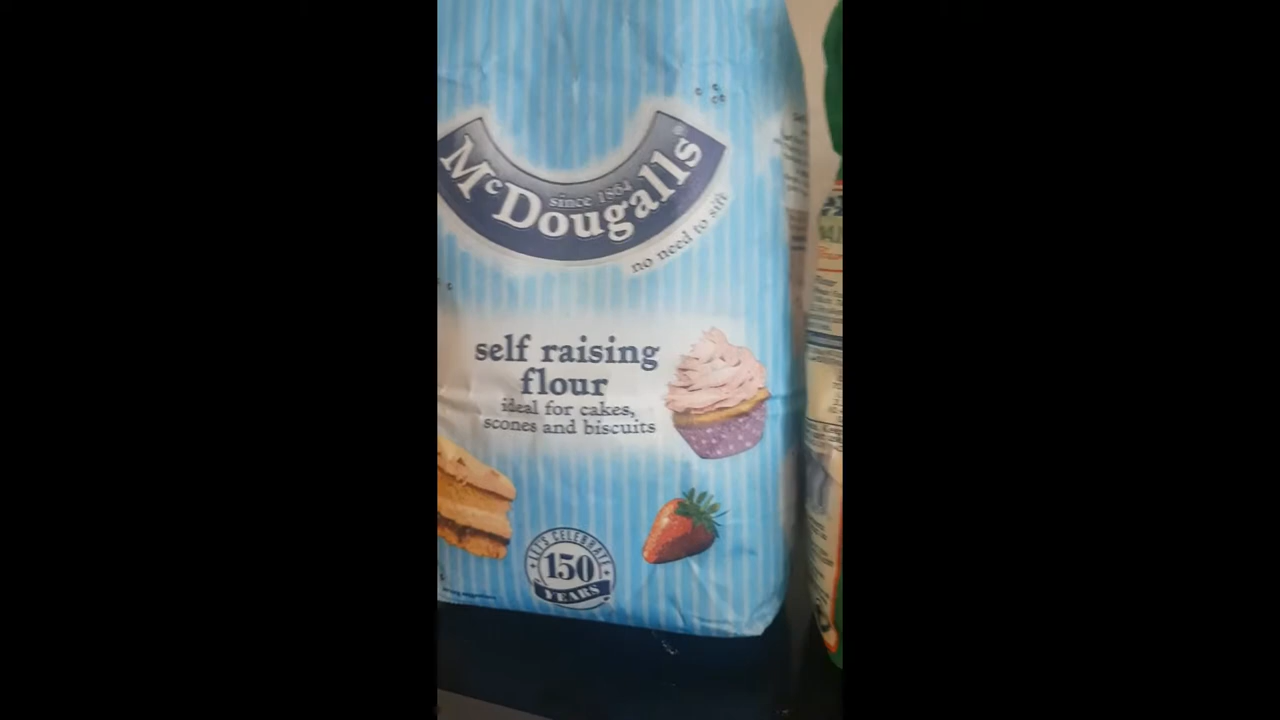 McDougalls®
since 1864
no need to sift
self raising
flour
ideal for cakes,
scones and biscuits
LET'S CELEBRATE
150
YEARS